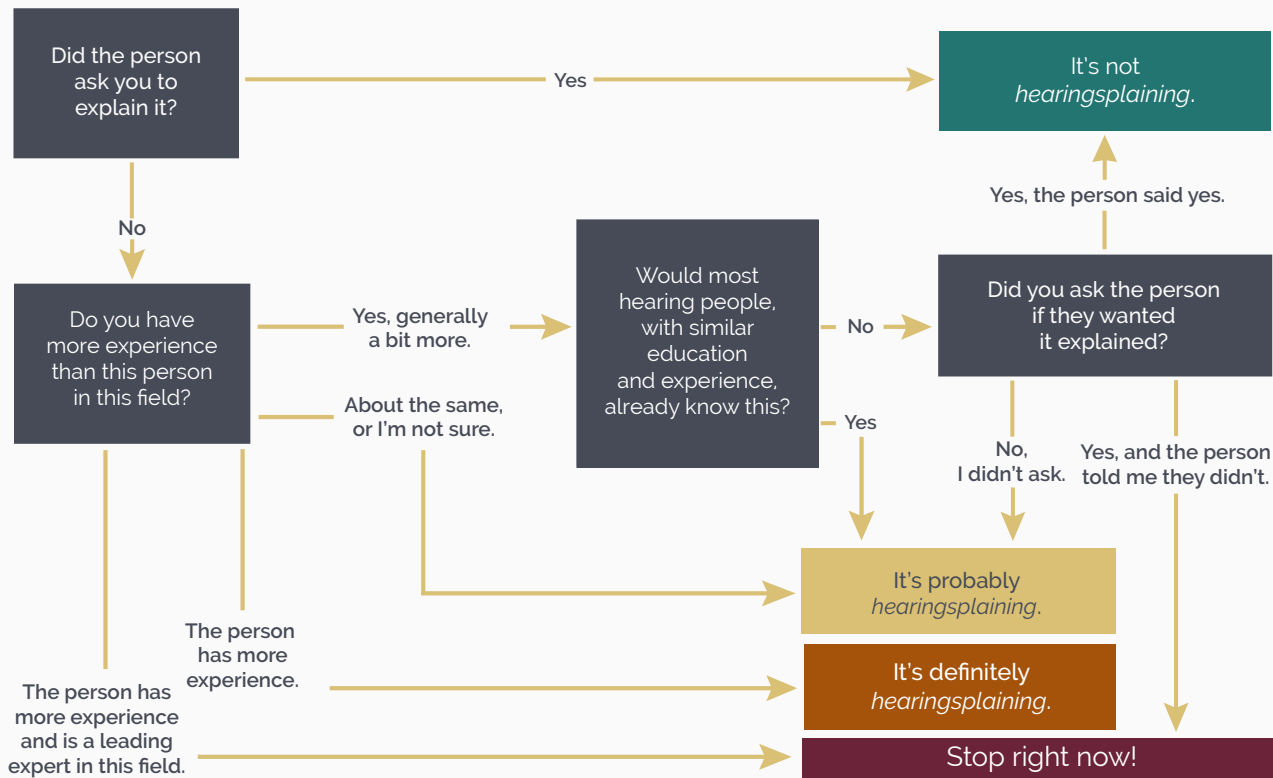 Did the person
ask you to
explain it?
Yes
It's not
hearingsplaining.
No
Yes, the person said yes.
Do you have
more experience
than this person
in this field?
Yes, generally
a bit more.
About the same,
or I'm not sure.
Would most
hearing people,
with similar
education
and experience,
already know this?
No
Yes
Did you ask the person
if they wanted
it explained?
No,
I didn't ask.
Yes, and the person
told me they didn't.
It's probably
hearingsplaining.
The person
has more
experience.
It's definitely
hearingsplaining.
The person has
more experience
and is a leading
expert in this field.
Stop right now!